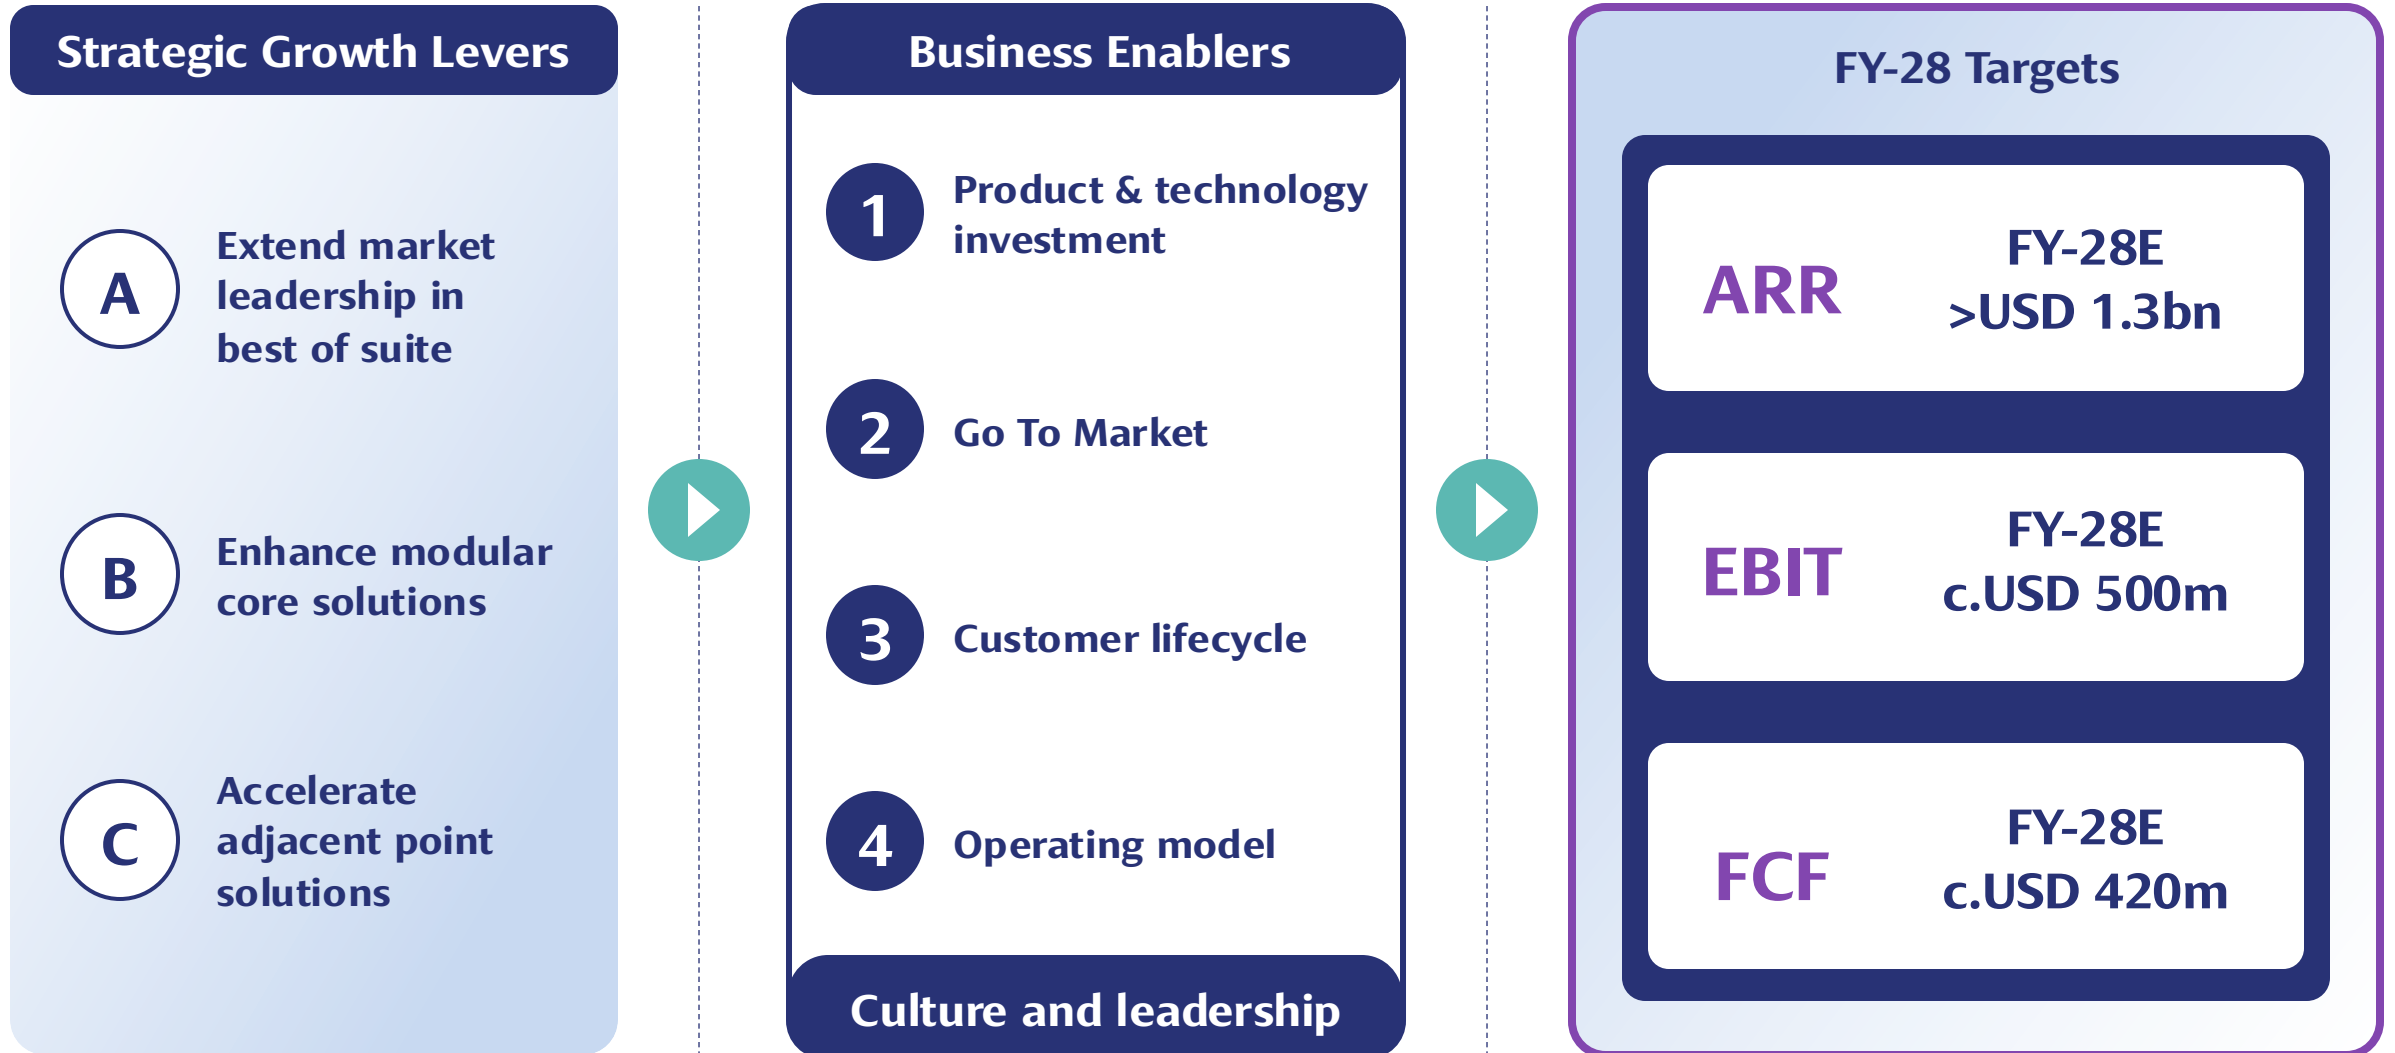 Strategic Growth Levers
A
Extend market
leadership in
best of suite
B
Enhance modular
core solutions
C
Accelerate
adjacent point
solutions
Business Enablers
1
Product & technology
investment
2
Go To Market
3
Customer lifecycle
4
Operating model
Culture and leadership
FY-28 Targets
ARR
FY-28E
>USD 1.3bn
EBIT
FY-28E
c.USD 500m
FCF
FY-28E
c.USD 420m